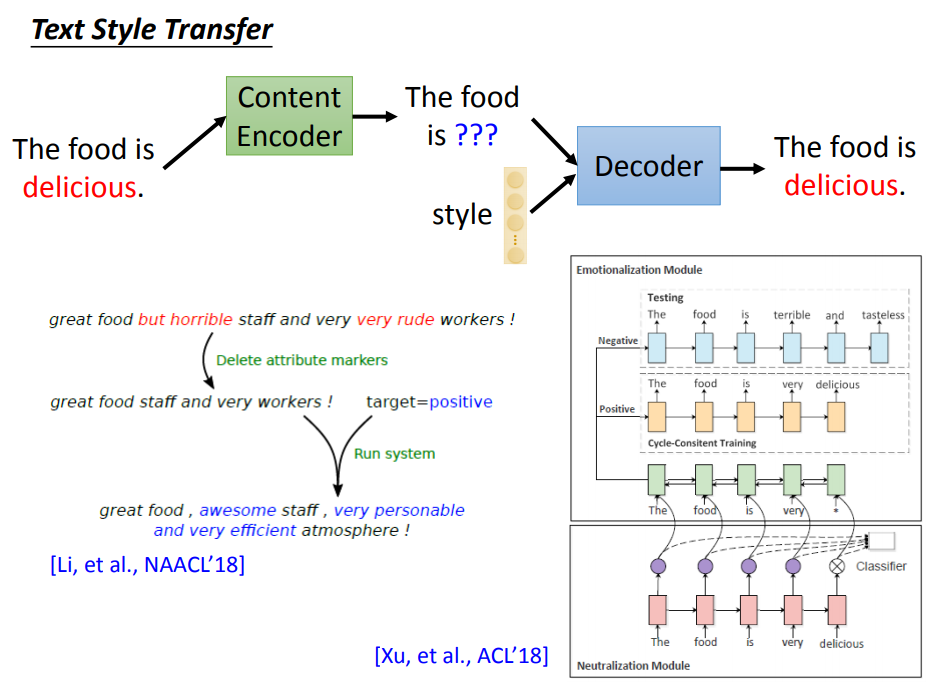 Text Style Transfer
The food is
delicious.
Content
Encoder
The food
is ???
style
Decoder
The food is
delicious.
great food but horrible staff and very very rude workers !
Delete attribute markers
great food staff and very workers !
target=positive
Run system
great food , awesome staff , very personable
and very efficient atmosphere !
[Li, et al., NAACL’18]
[Xu, et al., ACL’18]
Emotionalization Module
Testing
The food is terrible and tasteless
Negative
The food is very delicious
Positive
Cycle-Consitent Training
The food is very *
Classifier
The food is very delicious
Neutralization Module